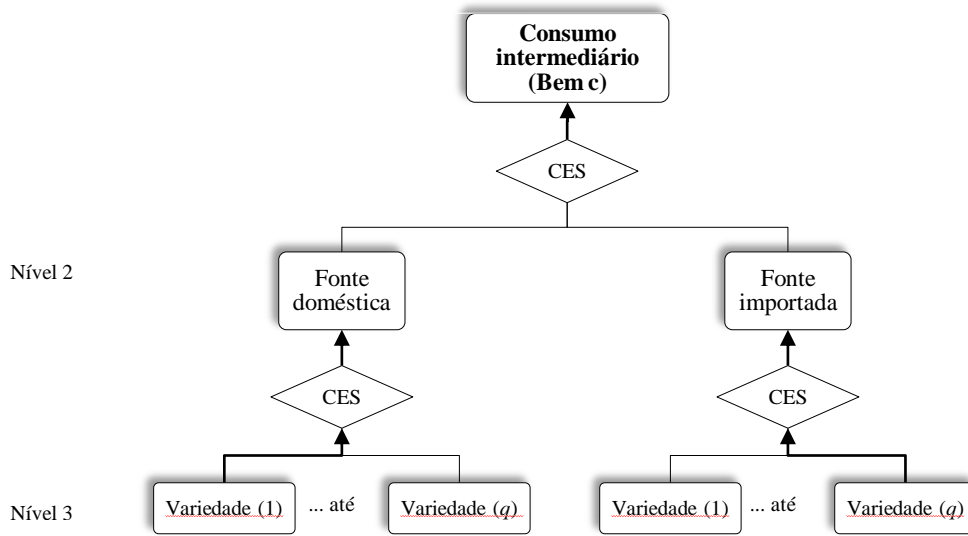 Consumo
intermediário
(Bem c)
CES
Nível 2
Fonte
doméstica
Fonte
importada
CES
CES
Nível 3
Variedade (1)
... até
Variedade (q)
Variedade (1)
... até
Variedade (q)